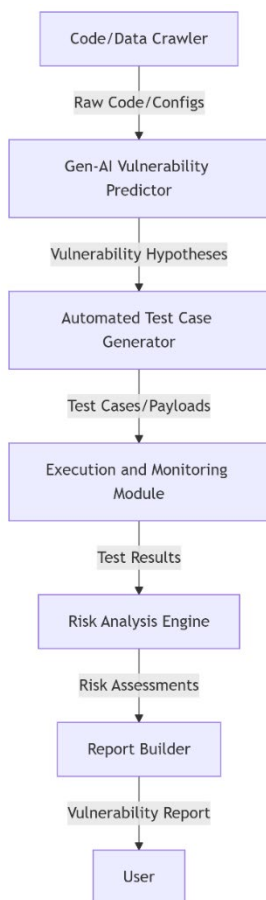 Code/Data Crawler
Raw Code/Configs
Gen-AI Vulnerability
Predictor
Vulnerability Hypotheses
Automated Test Case
Generator
Test Cases/Payloads
Execution and Monitoring
Module
Test Results
Risk Analysis Engine
Risk Assessments
Report Builder
Vulnerability Report
User